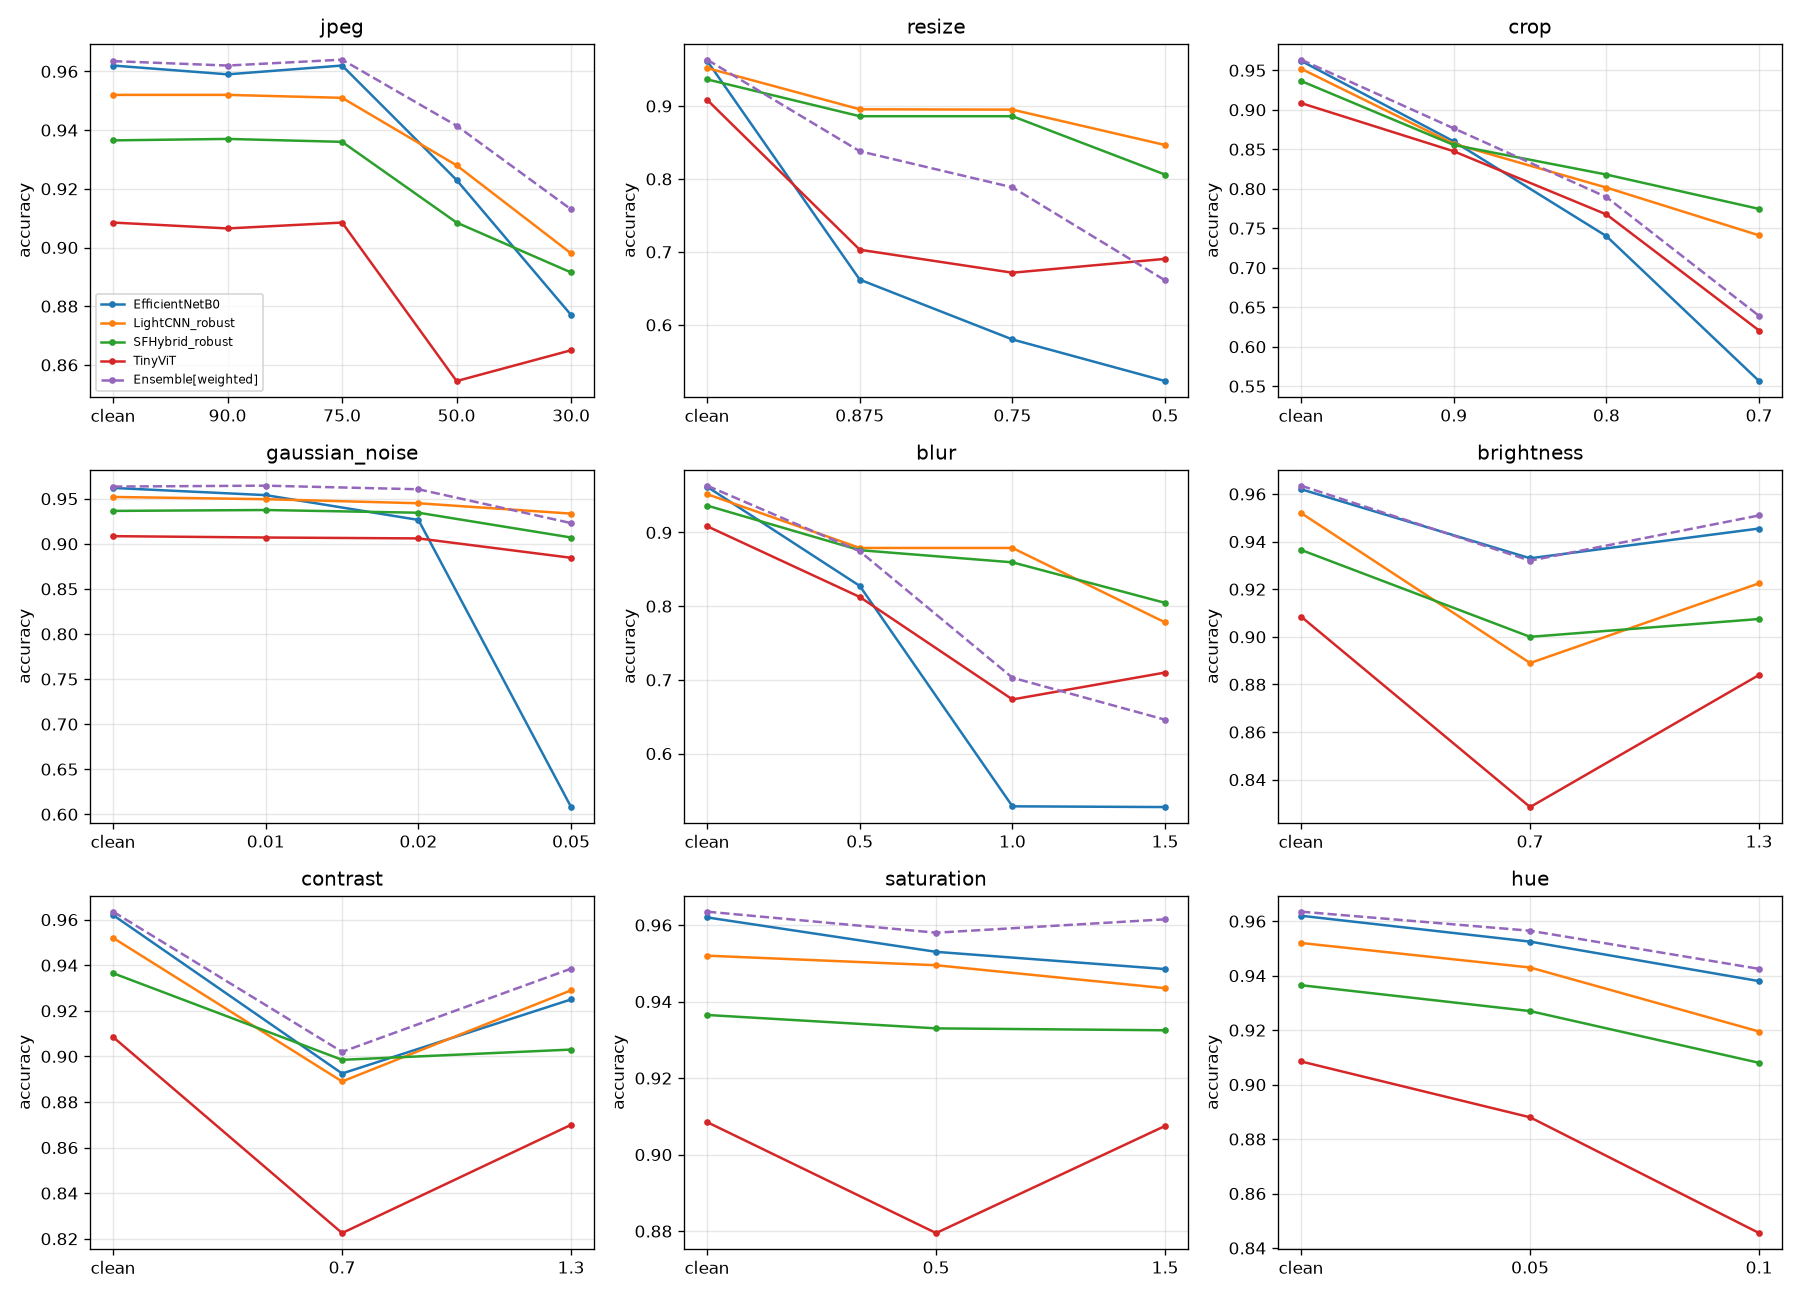 jpeg
accuracy
0.96
0.94
0.92
0.90
0.88
0.86
clean 90.0 75.0 50.0 30.0
EfficientNetB0
LightCNN_robust
SFHybrid_robust
TinyViT
Ensemble[weighted]
resize
accuracy
0.9
0.8
0.7
0.6
clean 0.875 0.75 0.5
crop
accuracy
0.95
0.90
0.85
0.80
0.75
0.70
0.65
0.60
0.55
clean 0.9 0.8 0.7
gaussian_noise
accuracy
0.95
0.90
0.85
0.80
0.75
0.70
0.65
0.60
clean 0.01 0.02 0.05
blur
accuracy
0.9
0.8
0.7
0.6
clean 0.5 1.0 1.5
brightness
accuracy
0.96
0.94
0.92
0.90
0.88
0.86
0.84
clean 0.7 1.3
contrast
accuracy
0.96
0.94
0.92
0.90
0.88
0.86
0.84
0.82
clean 0.7 1.3
saturation
accuracy
0.96
0.94
0.92
0.90
0.88
clean 0.5 1.5
hue
accuracy
0.96
0.94
0.92
0.90
0.88
0.86
0.84
clean 0.05 0.1